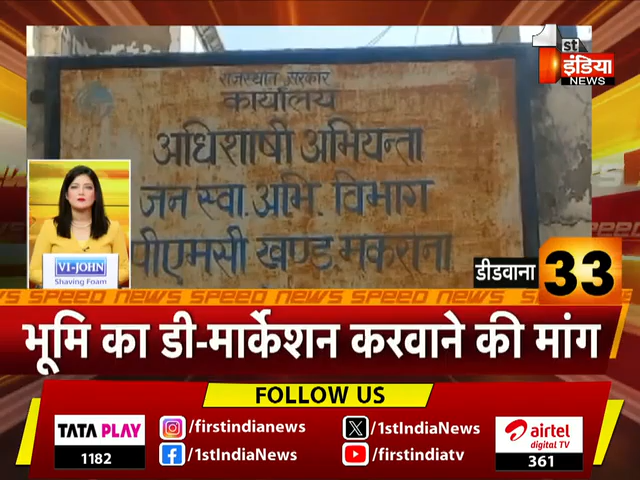 1st
इंडिया
NEWS
राजस्थान सरकार
कार्यालय
अधिशाषी अभियन्ता
जन स्वा. अभि. विभाग
पीएमसी खण्ड मकराना
VI-JOHN
Shaving Foam
डीडवाना
33
SPEED NEWS SPEED NEWS SPEED NEWS SPEED NEWS
भूमि का डी-मार्केशन करवाने की मांग
FOLLOW US
TATA PLAY
1182
/firstindianews
/1stIndiaNews
/1stIndiaNews
/firstindiatv
airtel
digital TV
361